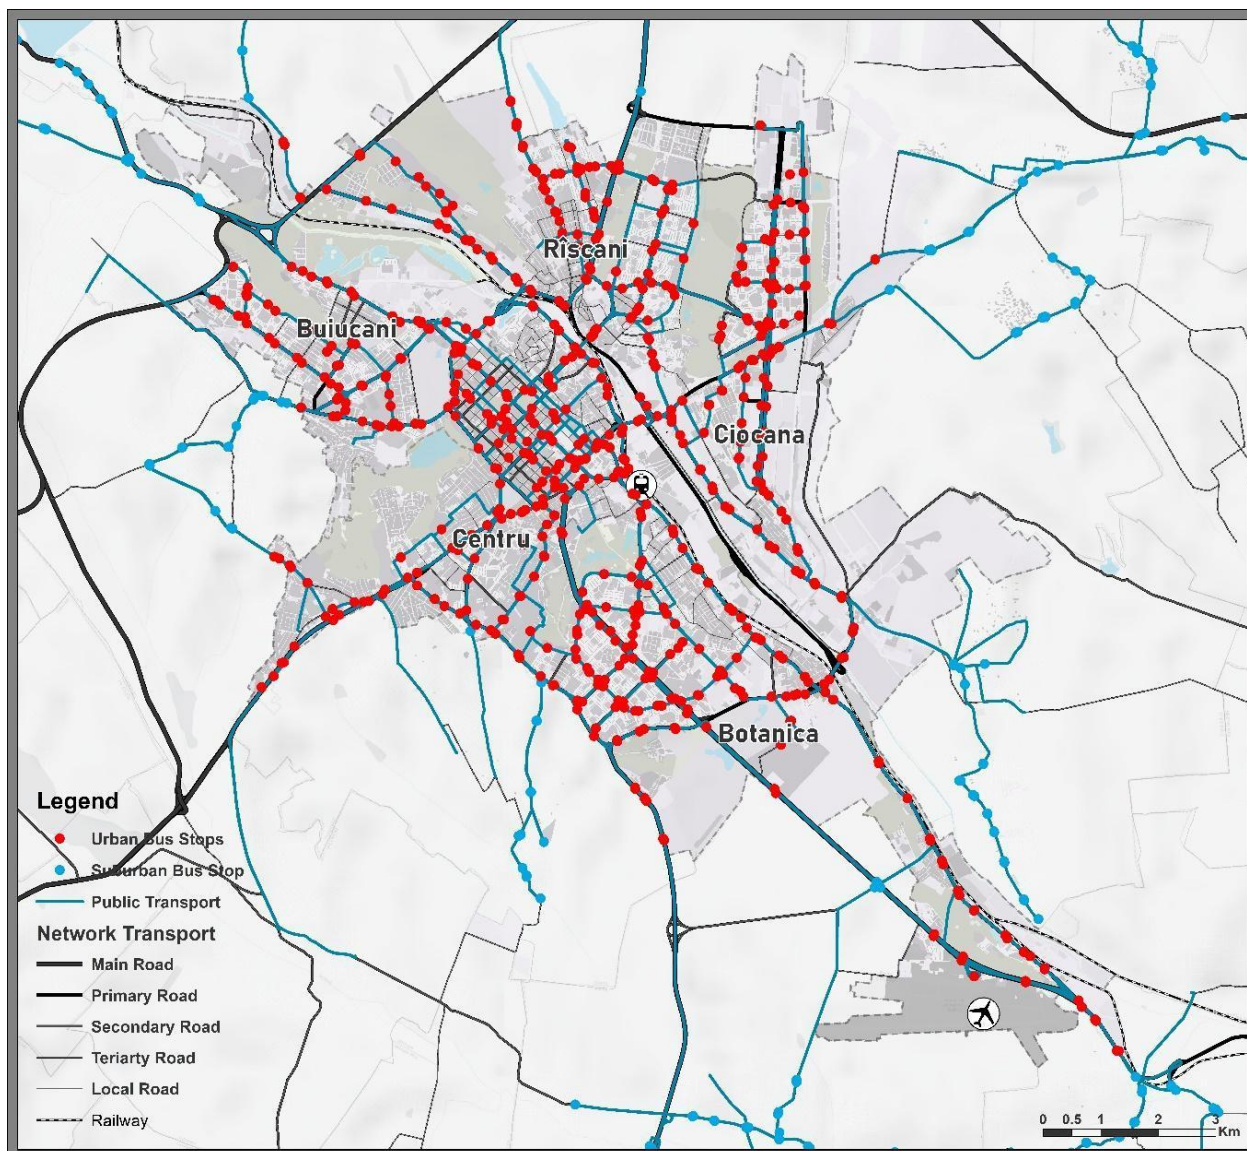 Rîscani
Buiucani
Ciocana
Centru
Botanica
Legend
Urban Bus Stops
Suburban Bus Stop
Public Transport
Network Transport
Main Road
Primary Road
Secondary Road
Teriarty Road
Local Road
Railway
0 0.5 1 2 3
Km